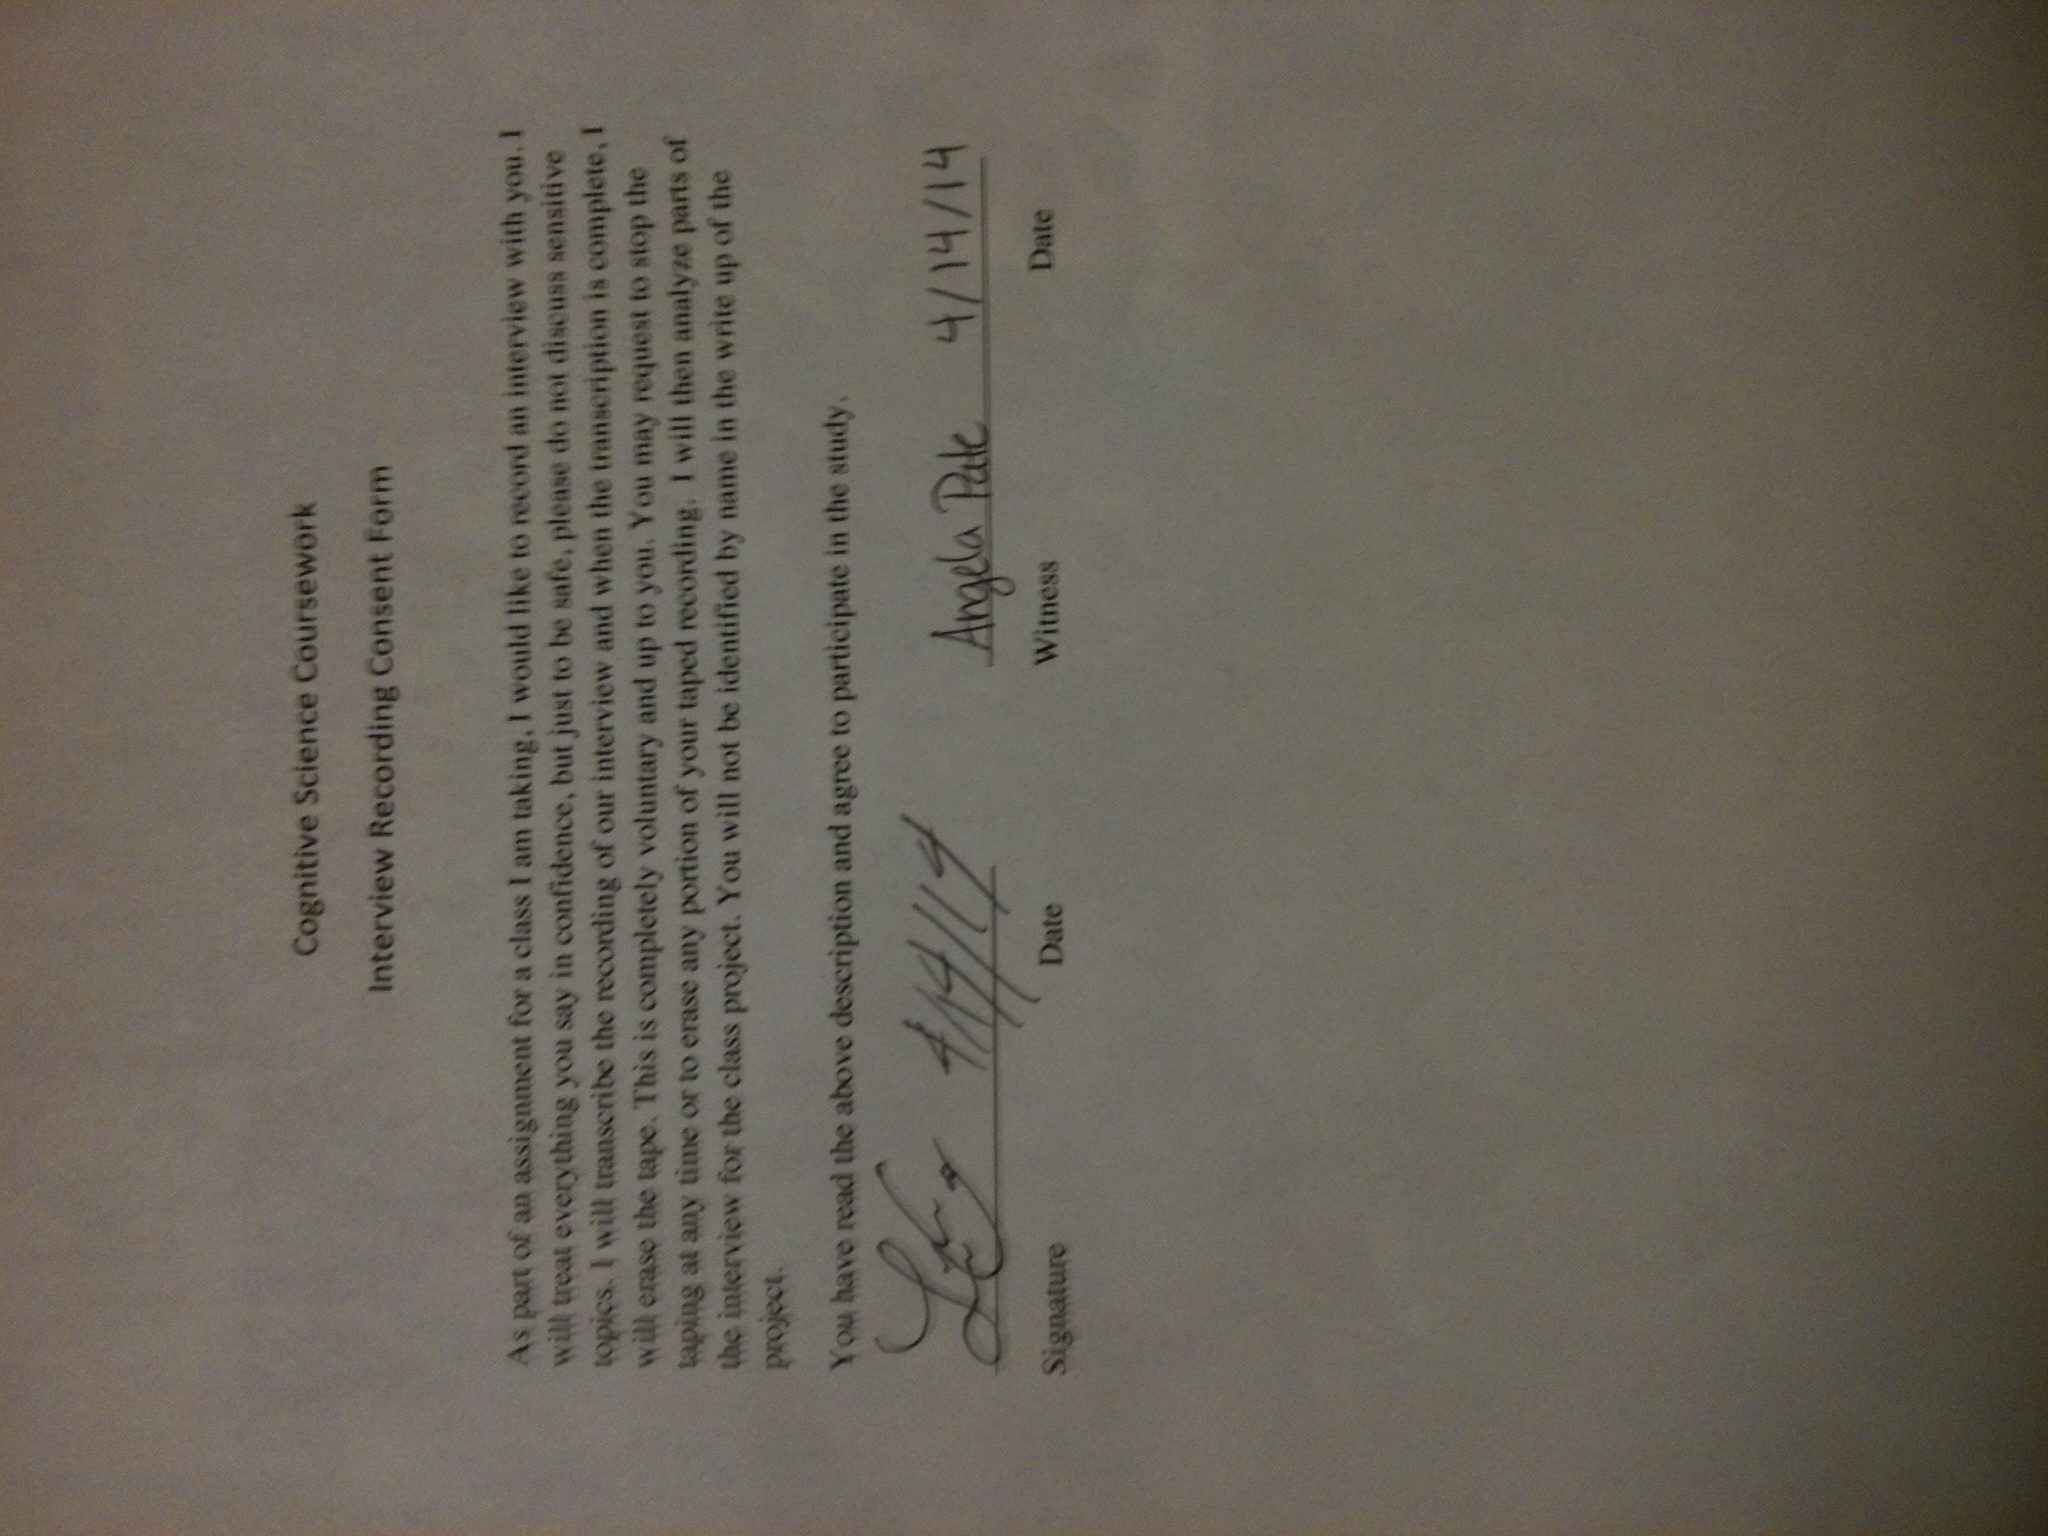 Cognitive Science Coursework
Interview Recording Consent Form
As part of an assignment for a class I am taking, I would like to record an interview with you. I
will treat everything you say in confidence, but just to be safe, please do not discuss sensitive
topics. I will transcribe the recording of our interview and when the transcription is complete, I
will erase the tape. This is completely voluntary and up to you. You may request to stop the
taping at any time or to erase any portion of your taped recording.  I will then analyze parts of
the interview for the class project. You will not be identified by name in the write up of the
project.
You have read the above description and agree to participate in the study.
4/14/14 Angela Pate 4/14/14
Signature Date Witness Date